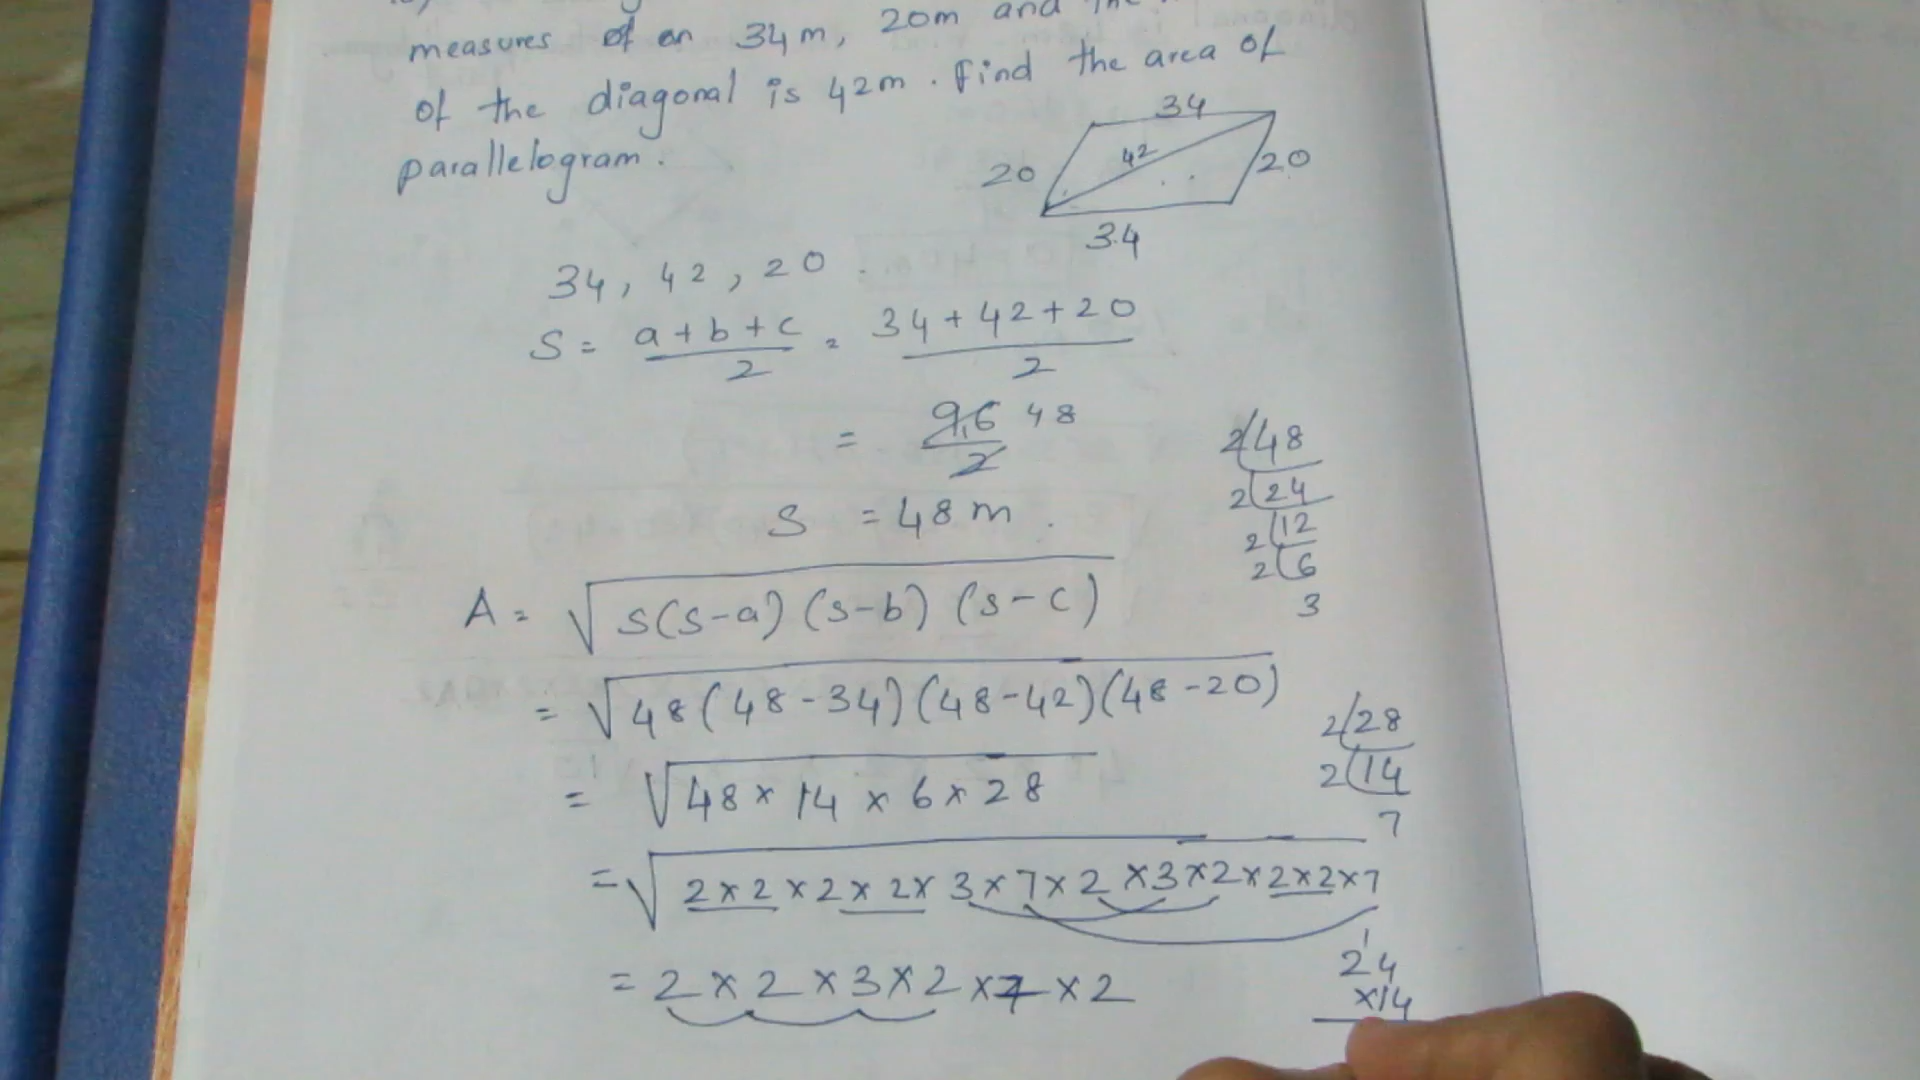 measures of an 34m, 20m and the
of the diagonal is 42m. find the area of
parallelogram.
34
42
20
20
34
34, 42, 20.
S = a+b+c/2 = 34+42+20/2
= 96/2 48
S = 48m.
A = √s(s-a)(s-b)(s-c)
= √48(48-34)(48-42)(48-20)
= √48×14×6×28
= √2×2×2×2×3×7×2×3×2×2×2×7
= 2×2×3×2×7×2
2 48
2 24
2 12
2 6
3
2 28
2 14
7
1
24
×14